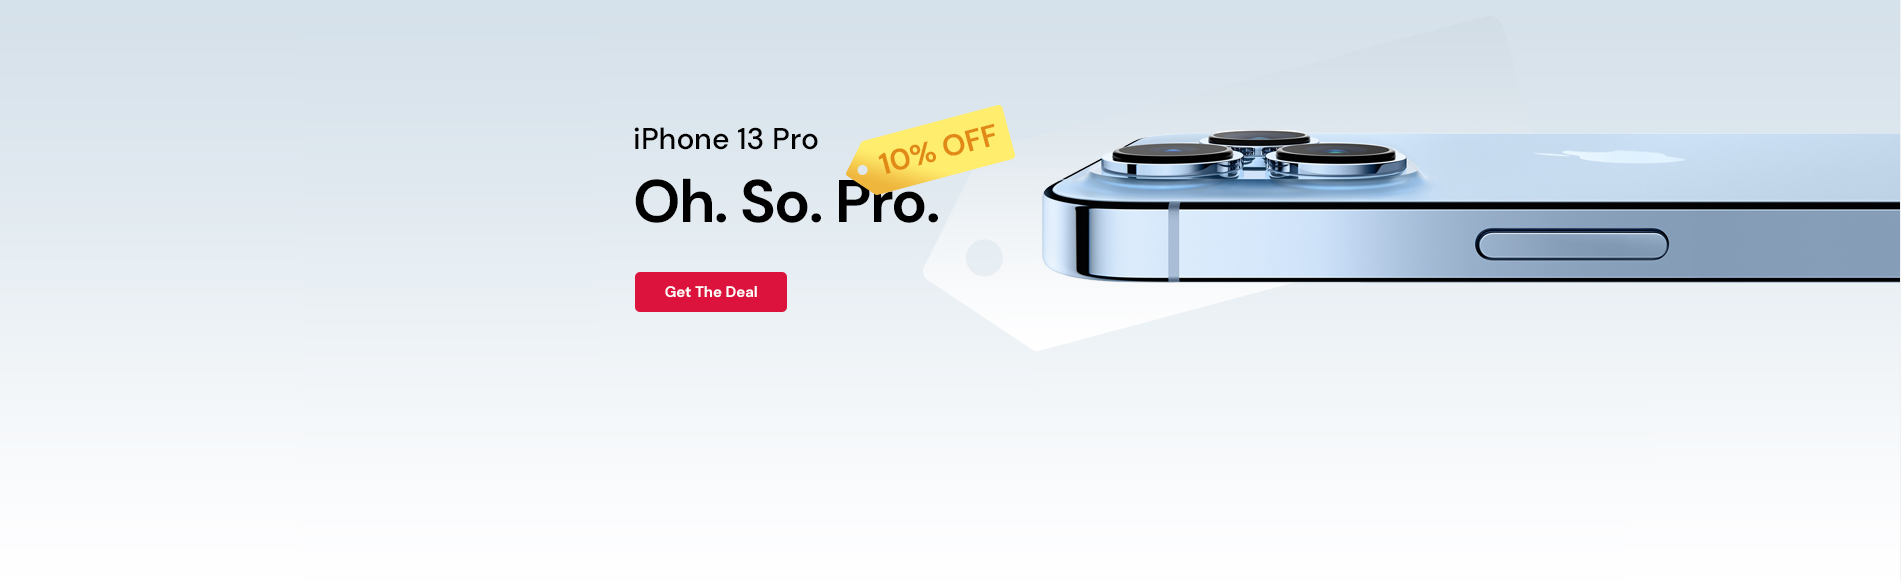 iPhone 13 Pro
10% OFF
Oh. So. Pro.
Get The Deal